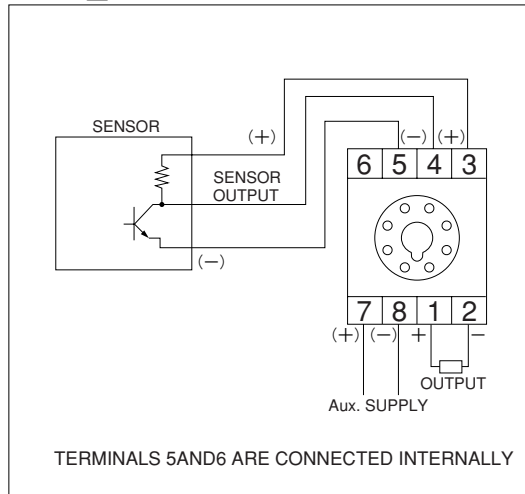 SENSOR
(+)
(-) (+)
6 5 4 3
SENSOR
OUTPUT
(-)
7 8 1 2
(+) (-) + -
OUTPUT
Aux. SUPPLY
TERMINALS 5AND6 ARE CONNECTED INTERNALLY